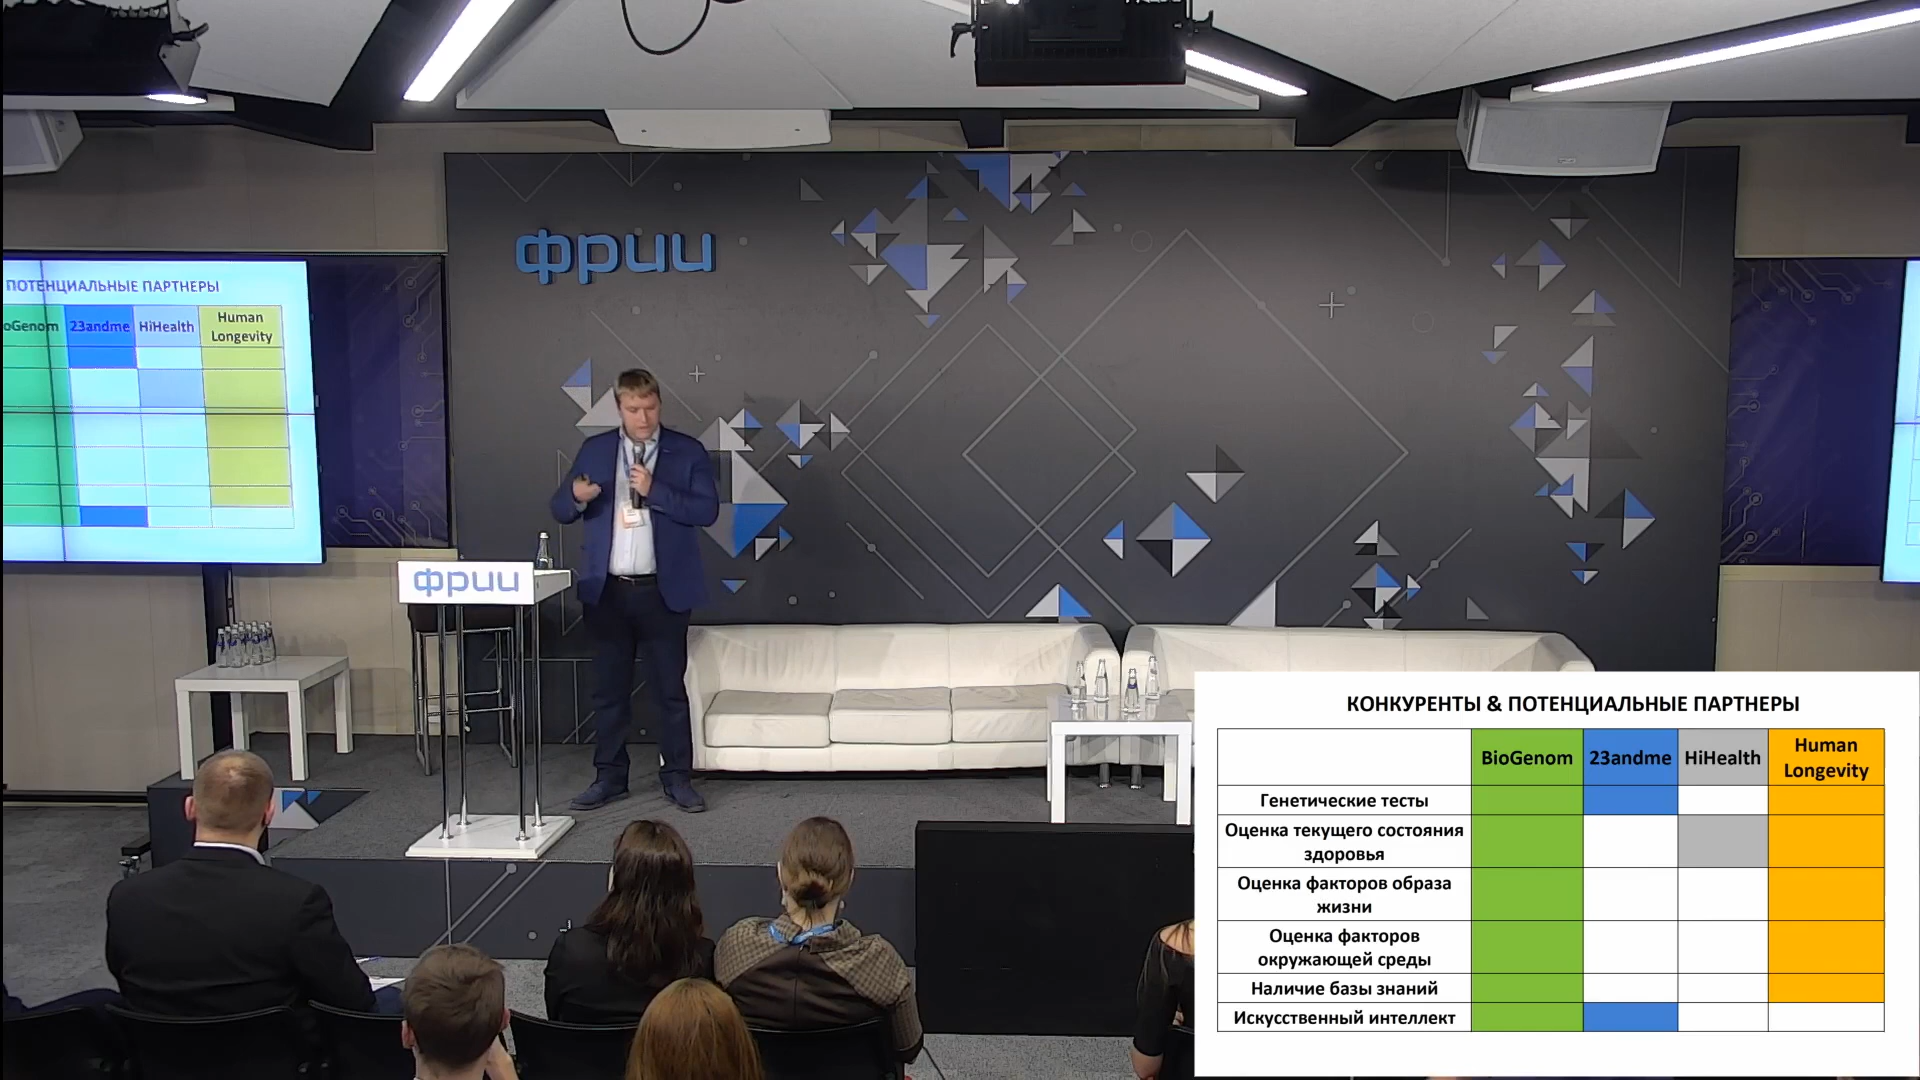 фрии
ПОТЕНЦИАЛЬНЫЕ ПАРТНЕРЫ
oGenom 23andme HiHealth Human
Longevity
фрии
КОНКУРЕНТЫ & ПОТЕНЦИАЛЬНЫЕ ПАРТНЕРЫ
BioGenom 23andme HiHealth Human
Longevity
Генетические тесты
Оценка текущего состояния
здоровья
Оценка факторов образа
жизни
Оценка факторов
окружающей среды
Наличие базы знаний
Искусственный интеллект